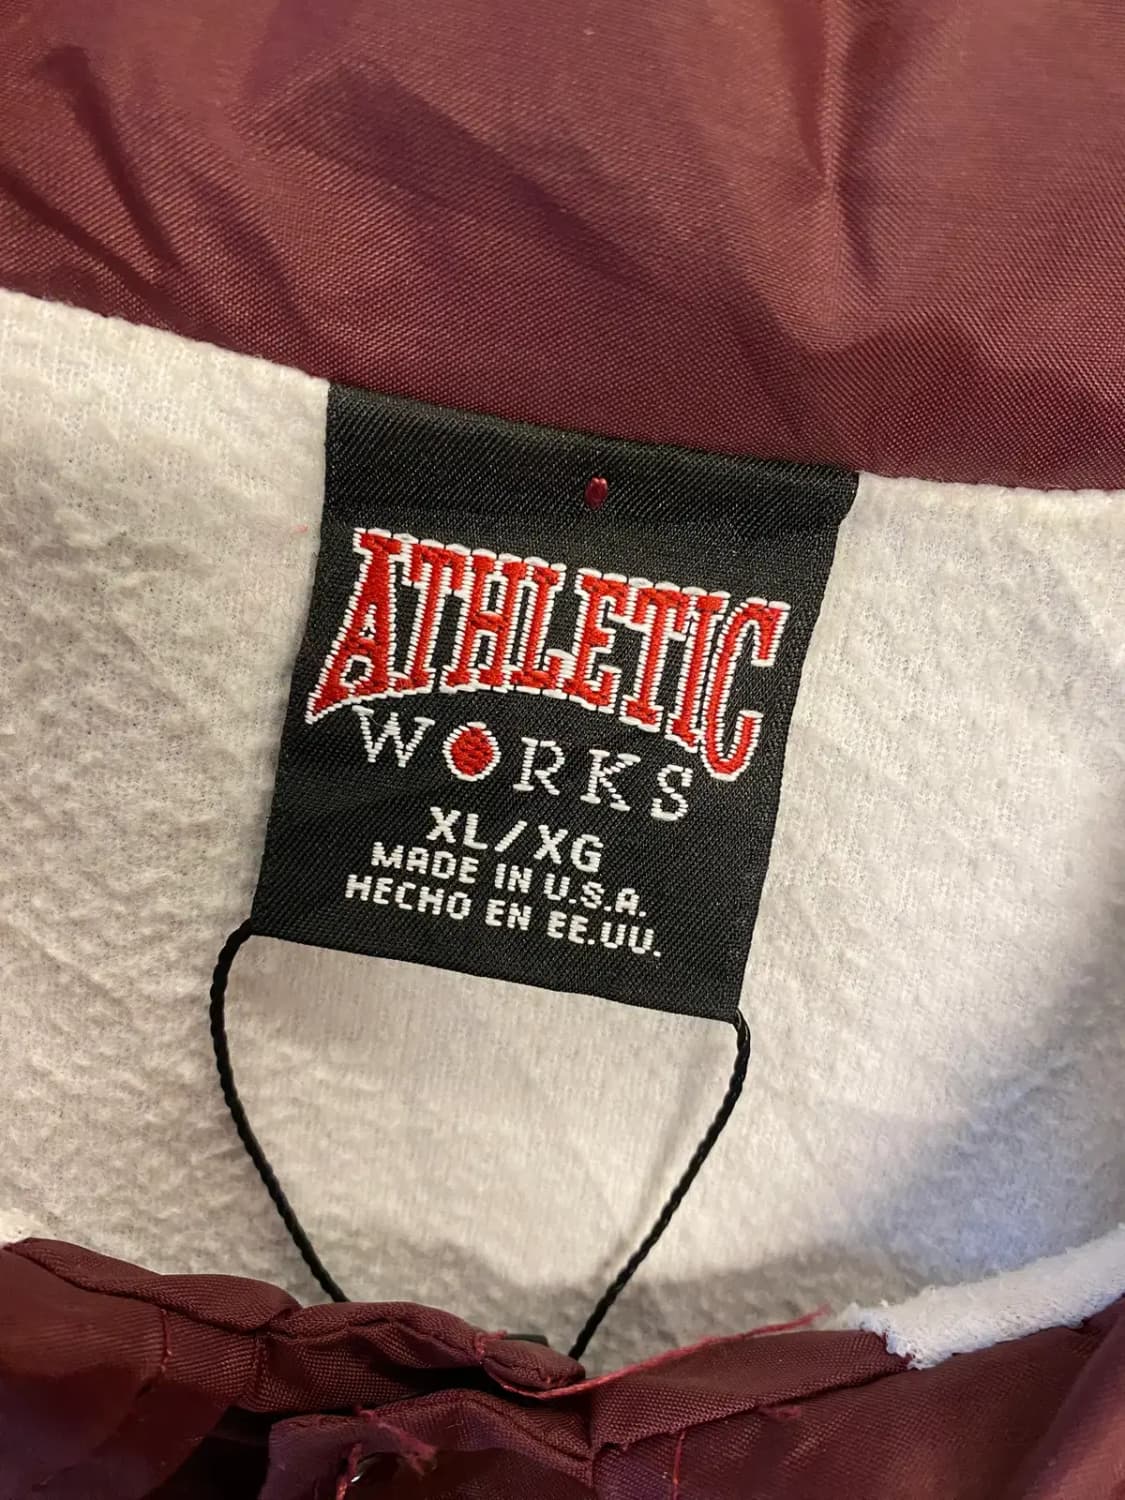 ATHLETIC
WORKS
XL/XG
MADE IN U.S.A.
HECHO EN EE.UU.